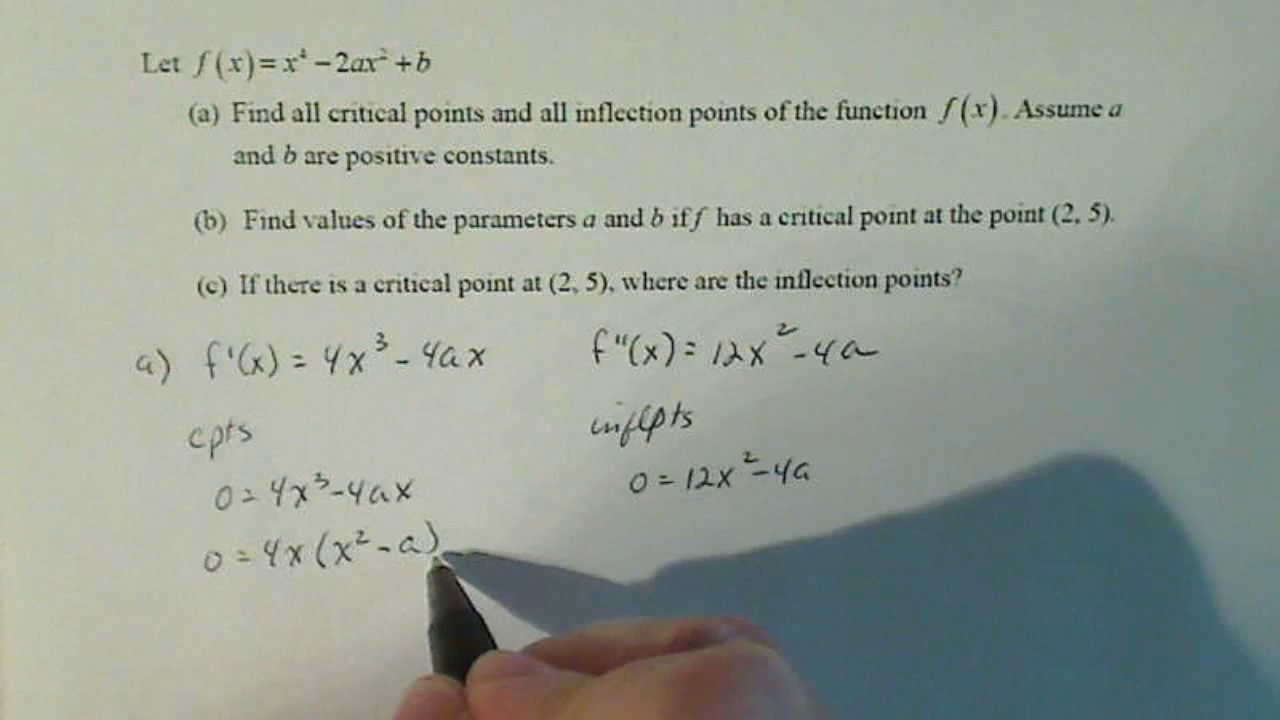 Let f(x) = x⁴ − 2ax² + b
(a) Find all critical points and all inflection points of the function f(x). Assume a
and b are positive constants.
(b) Find values of the parameters a and b if f has a critical point at the point (2, 5).
(c) If there is a critical point at (2, 5), where are the inflection points?
a) f'(x) = 4x³ - 4ax f"(x) = 12x² - 4a
cpts inflpts
0 = 4x³ - 4ax 0 = 12x² - 4a
0 = 4x(x² - a)